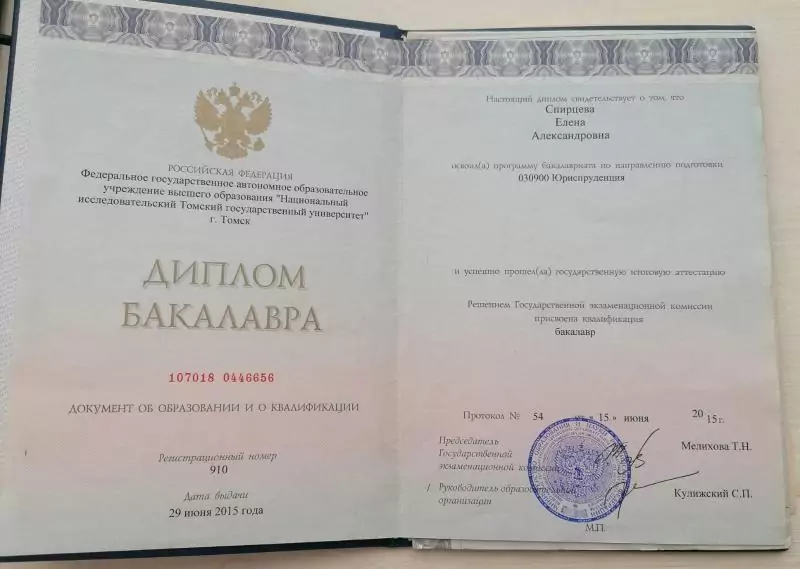 РОССИЙСКАЯ ФЕДЕРАЦИЯ
Федеральное государственное автономное образовательное
учреждение высшего образования "Национальный
исследовательский Томский государственный университет"
г. Томск
ДИПЛОМ
БАКАЛАВРА
107018 0446656
ДОКУМЕНТ ОБ ОБРАЗОВАНИИ И О КВАЛИФИКАЦИИ
Регистрационный номер
910
Дата выдачи
29 июня 2015 года
Настоящий диплом свидетельствует о том, что
Спирцева
Елена
Александровна
освоил(а) программу бакалавриата по направлению подготовки
030900 Юриспруденция
и успешно прошел(ла) государственную итоговую аттестацию
Решением Государственной экзаменационной комиссии
присвоена квалификация
бакалавр
Протокол № 54 от « 15 » июня 2015 г.
Председатель
Государственной
экзаменационной комиссии
Мелихова Т.Н.
/ Руководитель образовательной
организации
Кулижский С.П.
М.П.